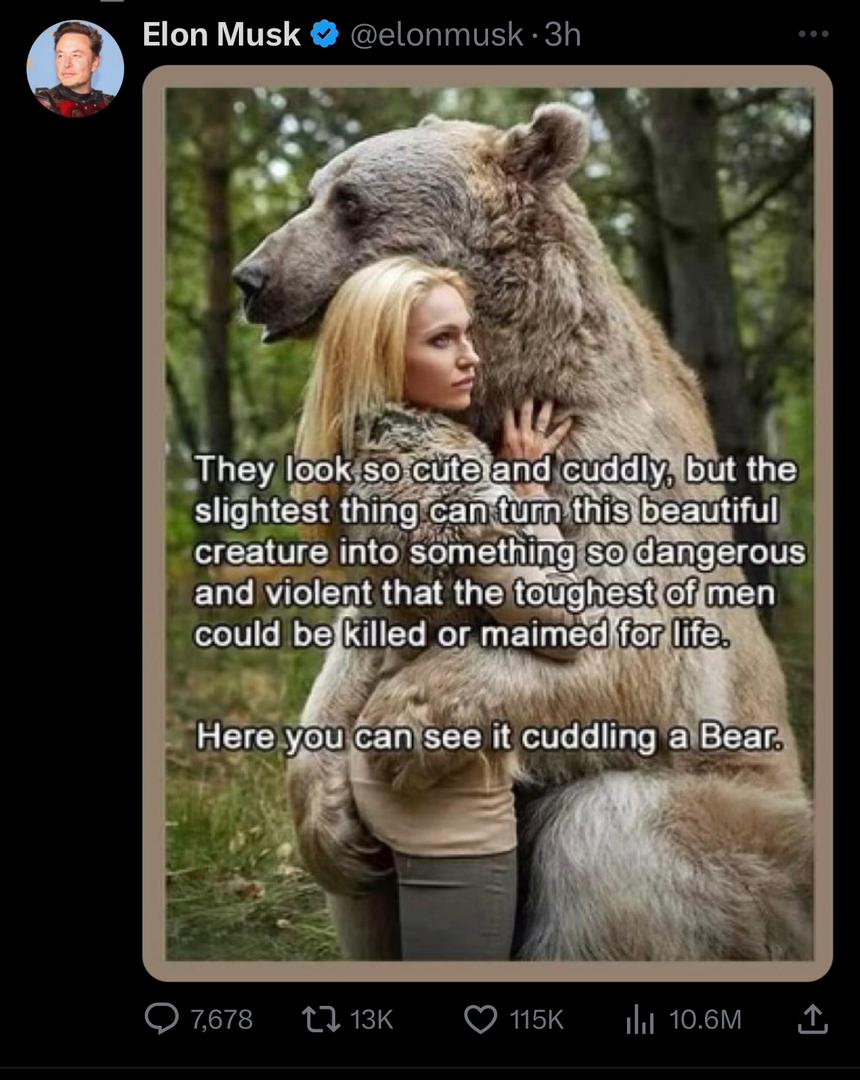 Elon Musk @elonmusk · 3h
They look so cute and cuddly, but the
slightest thing can turn this beautiful
creature into something so dangerous
and violent that the toughest of men
could be killed or maimed for life.
Here you can see it cuddling a Bear.
7,678 13K 115K 10.6M